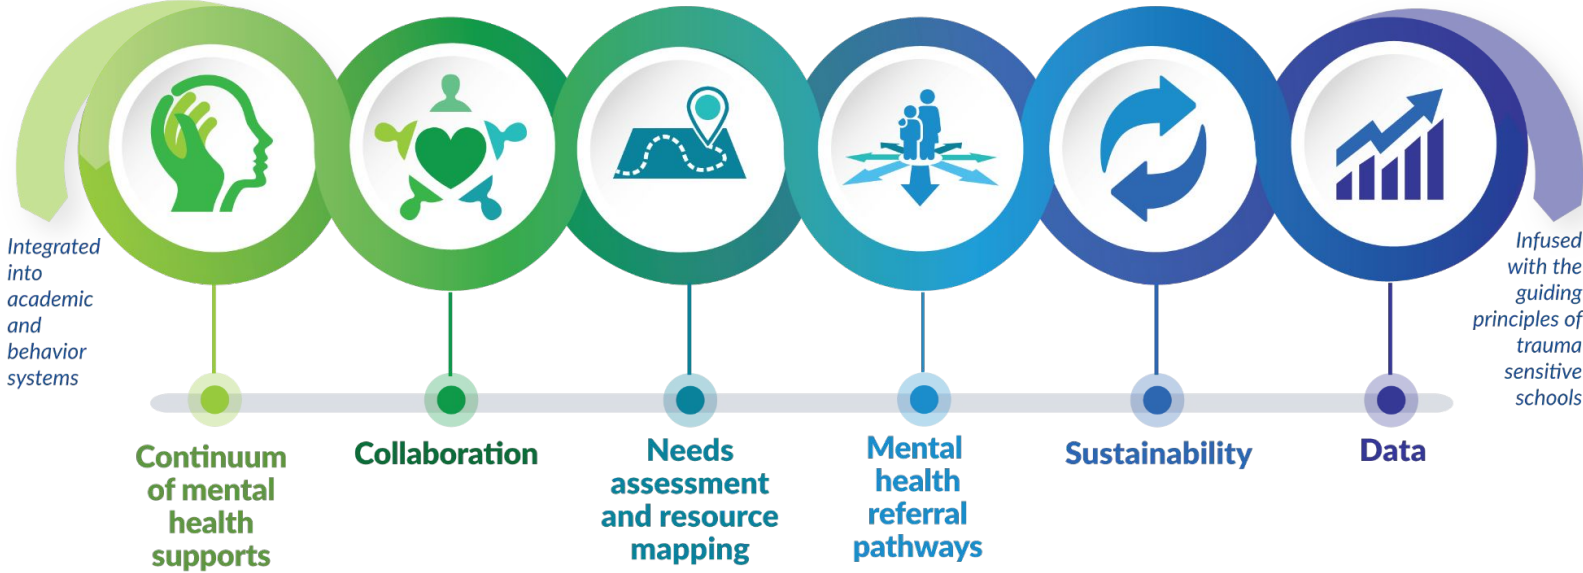 Integrated
into
academic
and
behavior
systems
Continuum
of mental
health
supports
Collaboration
Needs
assessment
and resource
mapping
Mental
health
referral
pathways
Sustainability
Data
Infused
with the
guiding
principles of
trauma
sensitive
schools